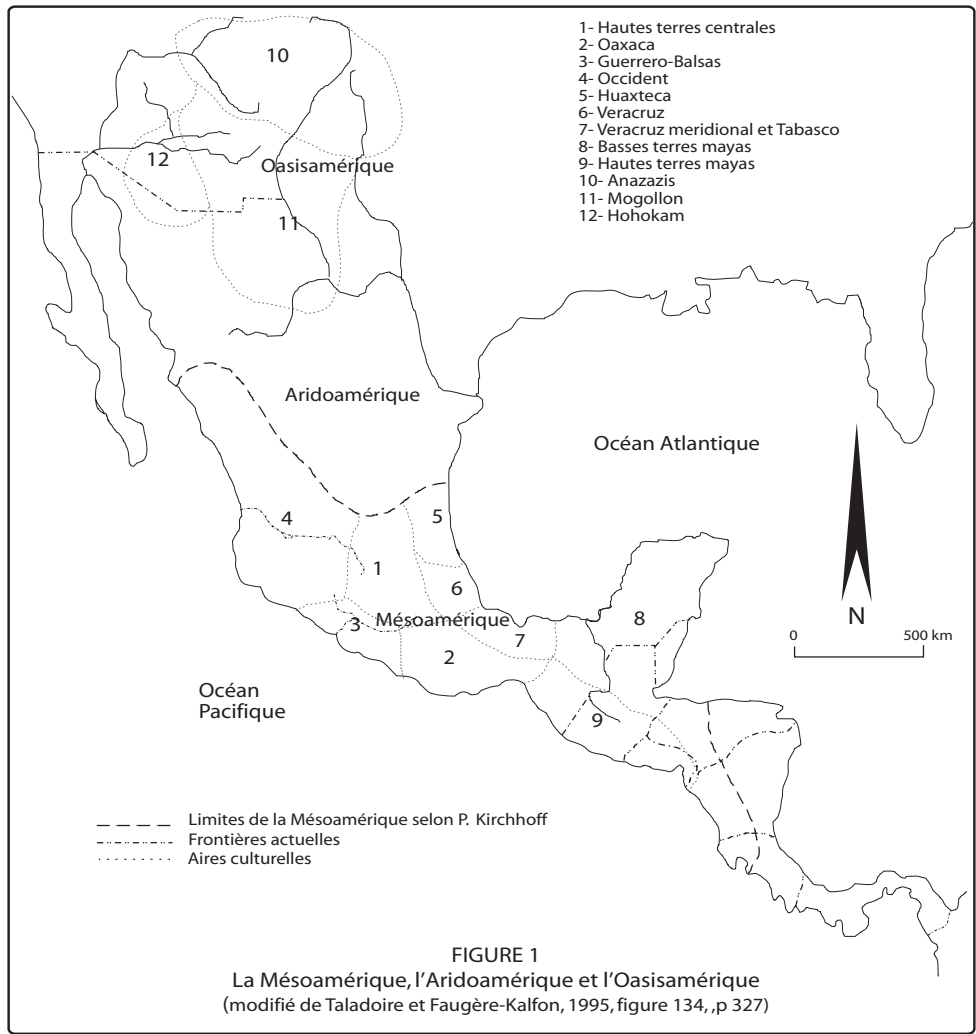 1- Hautes terres centrales
2- Oaxaca
3- Guerrero-Balsas
4- Occident
5- Huaxteca
6- Veracruz
7- Veracruz meridional et Tabasco
8- Basses terres mayas
9- Hautes terres mayas
10- Anazazis
11- Mogollon
12- Hohokam
10
12
Oasisamérique
11
Aridoamérique
Océan Atlantique
5
4
1
6
Mésoamérique
3
7
2
8
N
0 500 km
Océan
Pacifique
9
Limites de la Mésoamérique selon P. Kirchhoff
Frontières actuelles
Aires culturelles
FIGURE 1
La Mésoamérique, l'Aridoamérique et l'Oasisamérique
(modifié de Taladoire et Faugère-Kalfon, 1995, figure 134, ,p 327)